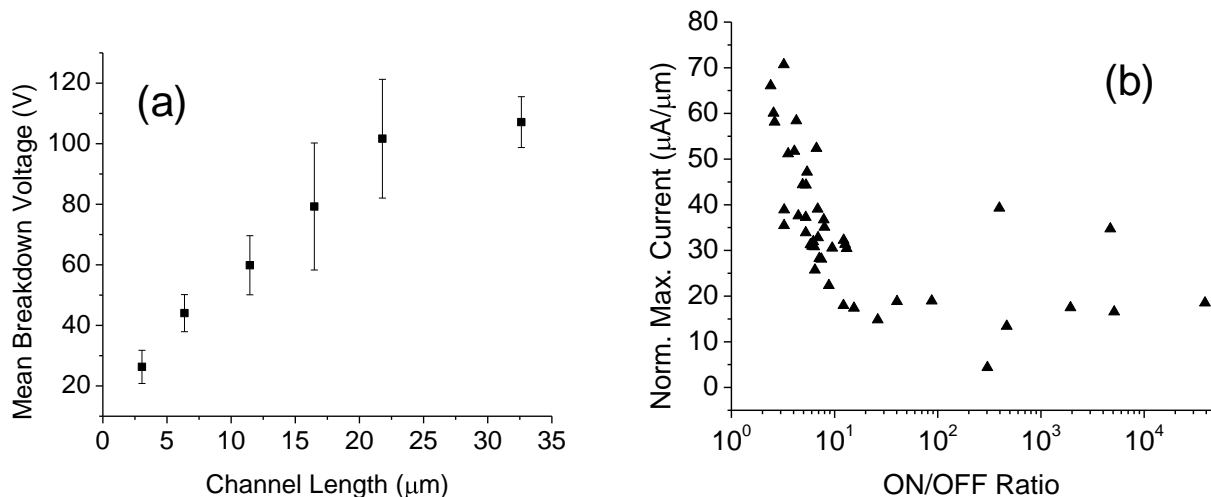 (a)
Mean Breakdown Voltage (V)
120
100
80
60
40
20
0 5 10 15 20 25 30 35
Channel Length (μm)
(b)
Norm. Max. Current (μA/μm)
80
70
60
50
40
30
20
10
0
10⁰ 10¹ 10² 10³ 10⁴
ON/OFF Ratio